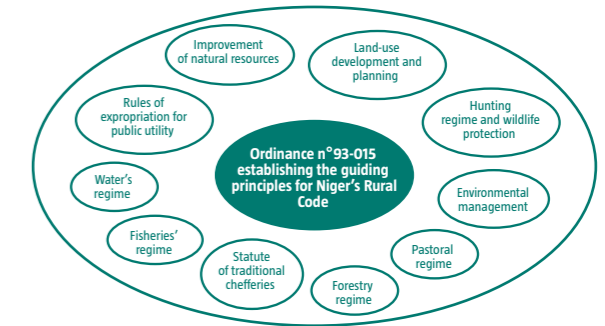 Improvement
of natural resources
Land-use
development and
planning
Rules of
expropriation for
public utility
Hunting
regime and wildlife
protection
Ordinance n°93-015
establishing the guiding
principles for Niger's Rural
Code
Water's
regime
Environmental
management
Fisheries'
regime
Pastoral
regime
Statute
of traditional
chefferies
Forestry
regime